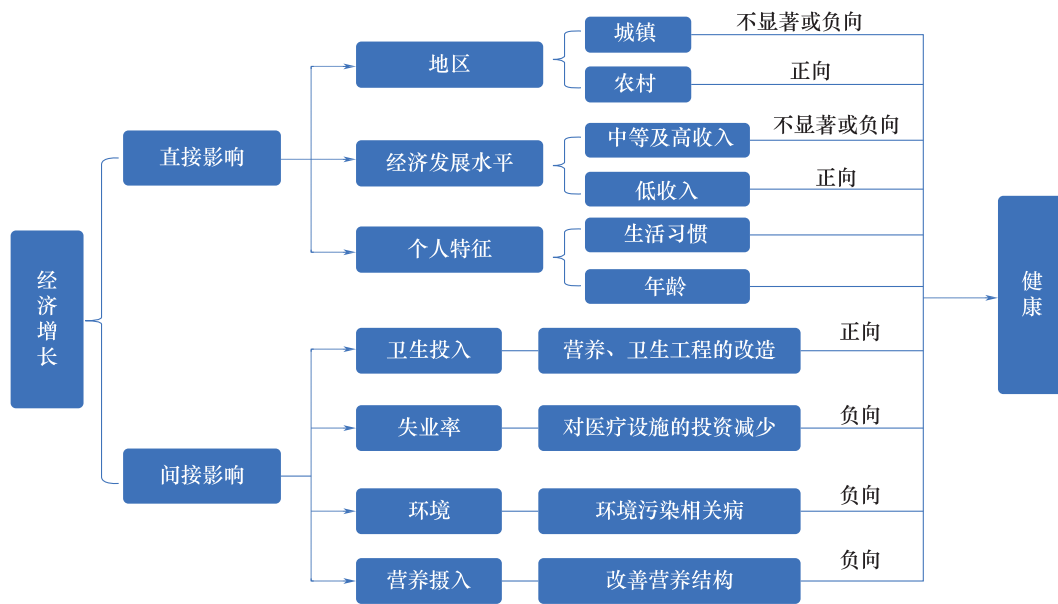 经济增长
直接影响
地区
城镇
不显著或负向
农村
正向
经济发展水平
中等及高收入
不显著或负向
低收入
正向
个人特征
生活习惯
年龄
间接影响
卫生投入
营养、卫生工程的改造
正向
失业率
对医疗设施的投资减少
负向
环境
环境污染相关病
负向
营养摄入
改善营养结构
负向
健康